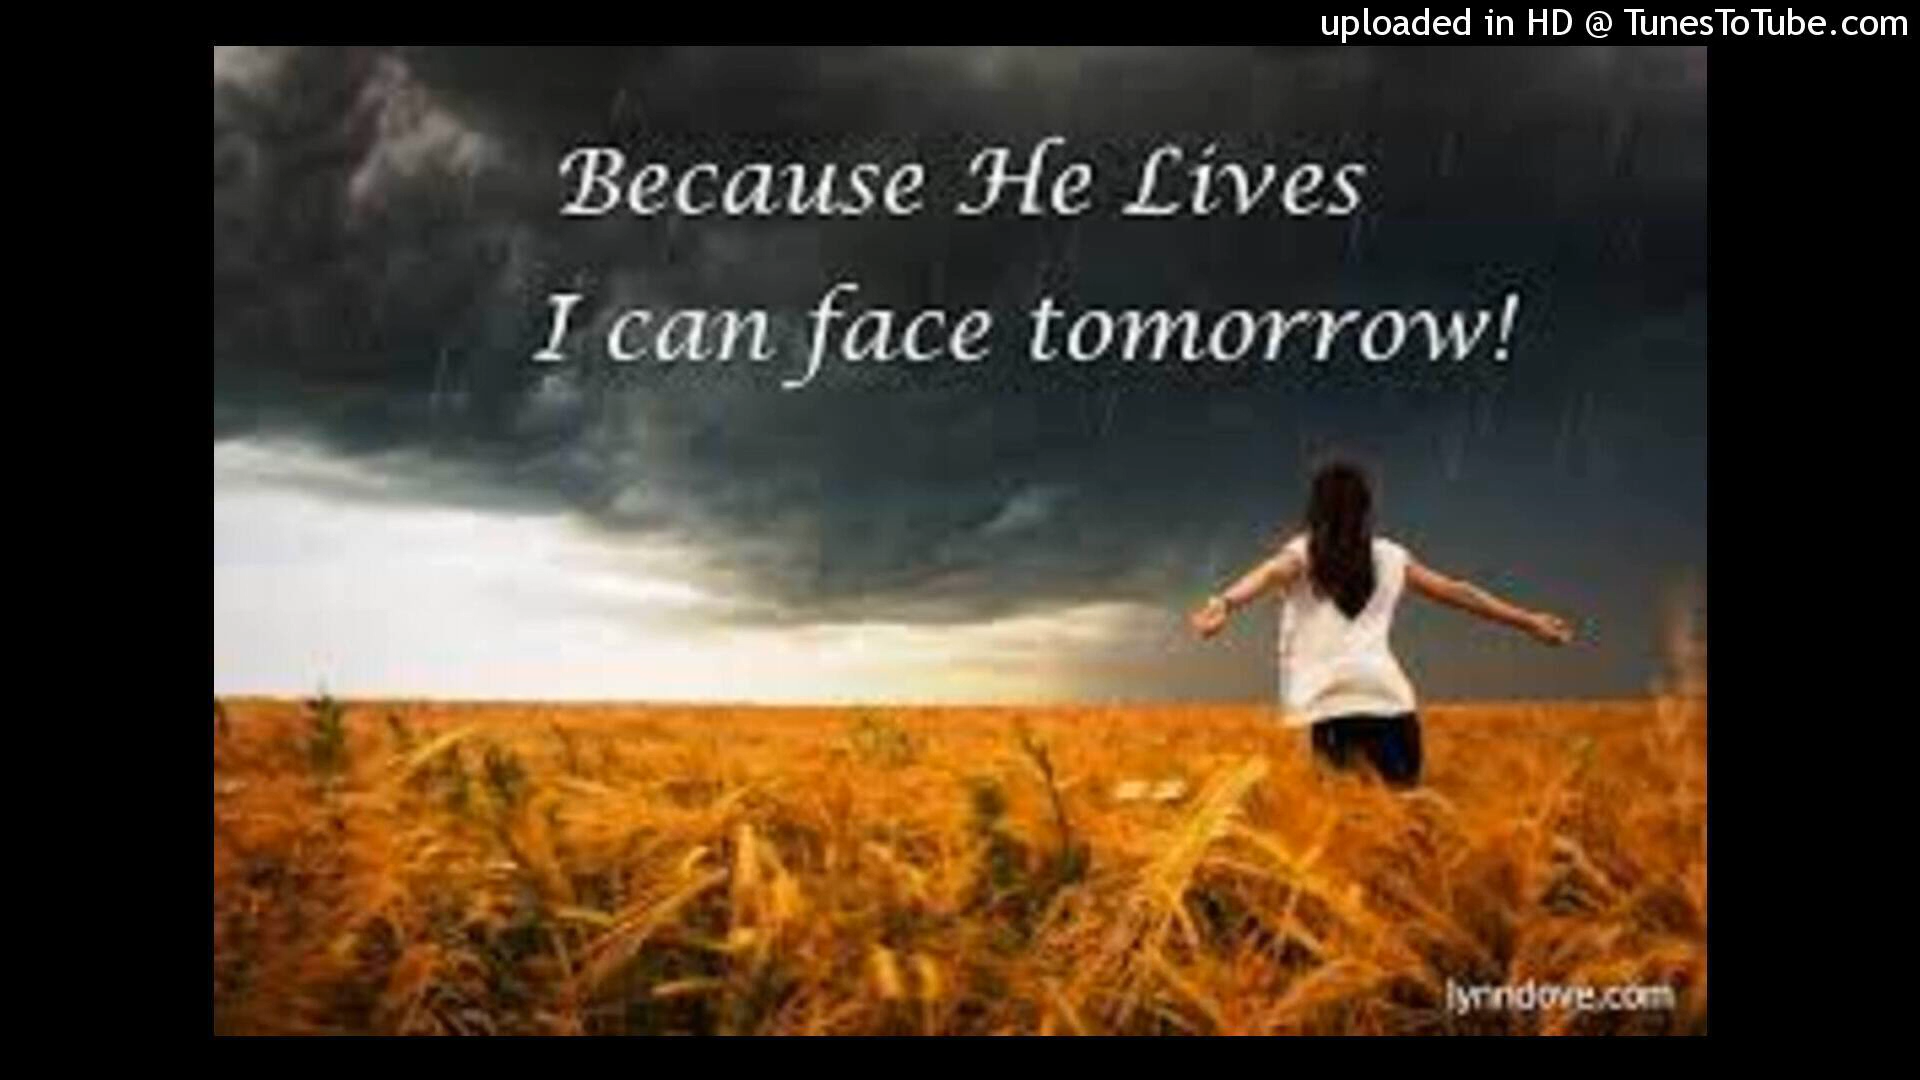 uploaded in HD @ TunesToTube.com
Because He Lives
I can face tomorrow!
lynndove.com